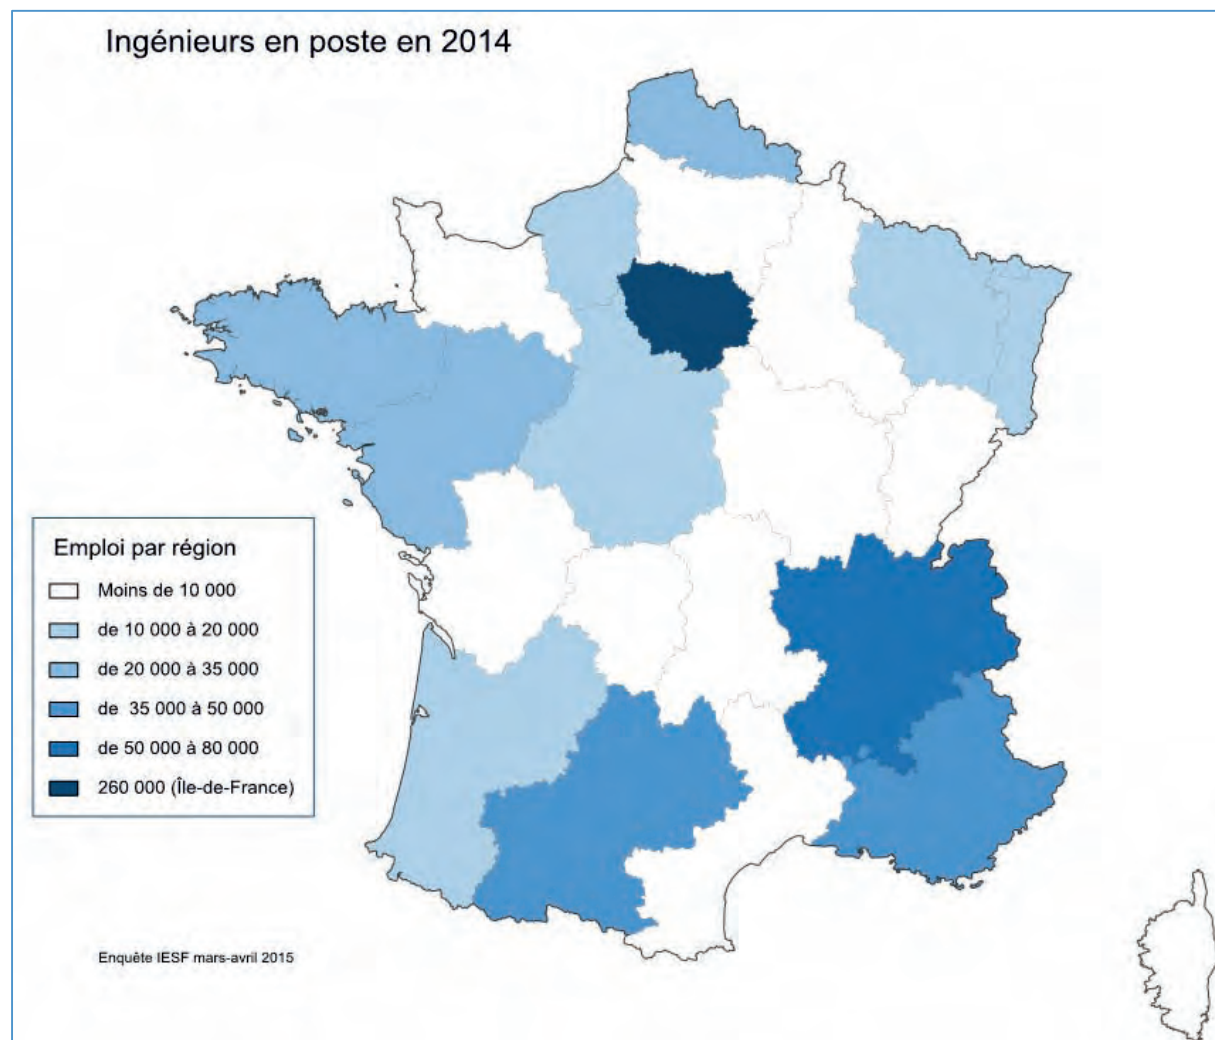 Ingénieurs en poste en 2014
Emploi par région
Moins de 10 000
de 10 000 à 20 000
de 20 000 à 35 000
de 35 000 à 50 000
de 50 000 à 80 000
260 000 (Île-de-France)
Enquête IESF mars-avril 2015